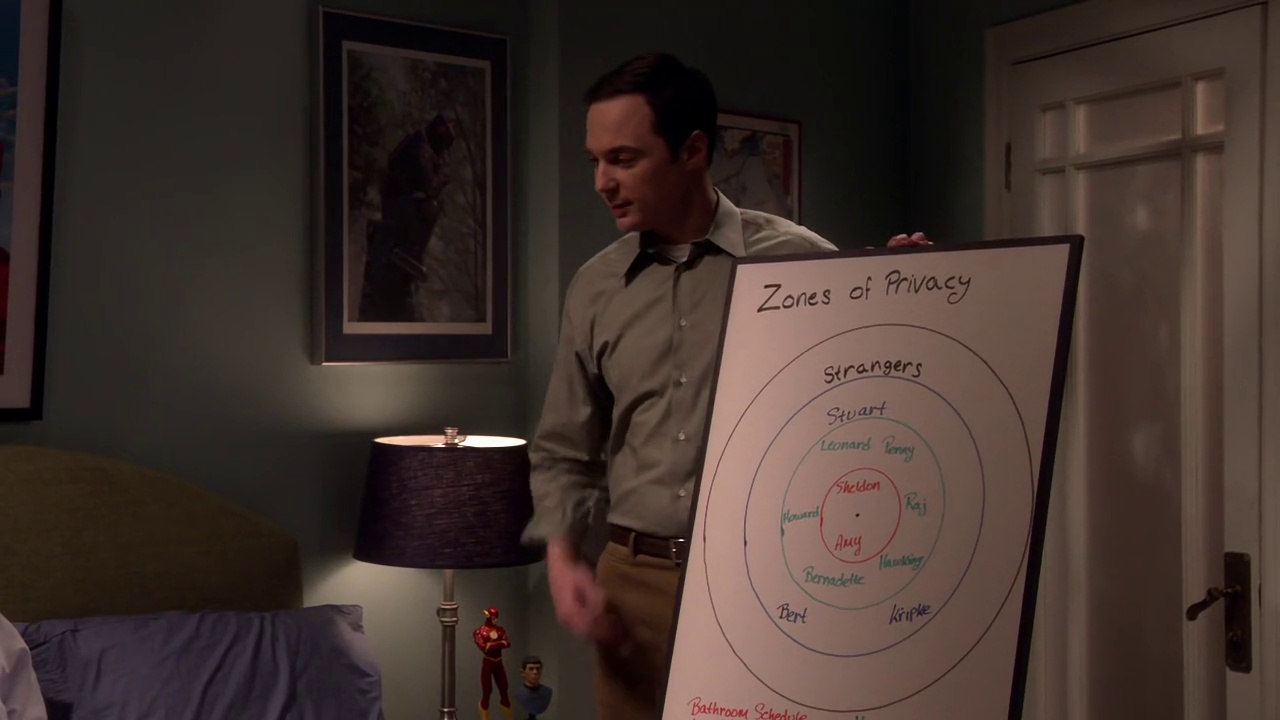 Zones of Privacy
Strangers
Stuart
Leonard Penny
Sheldon
Howard Raj
Amy
Hawking
Bernadette
Bert Kripke
Bathroom Schedule